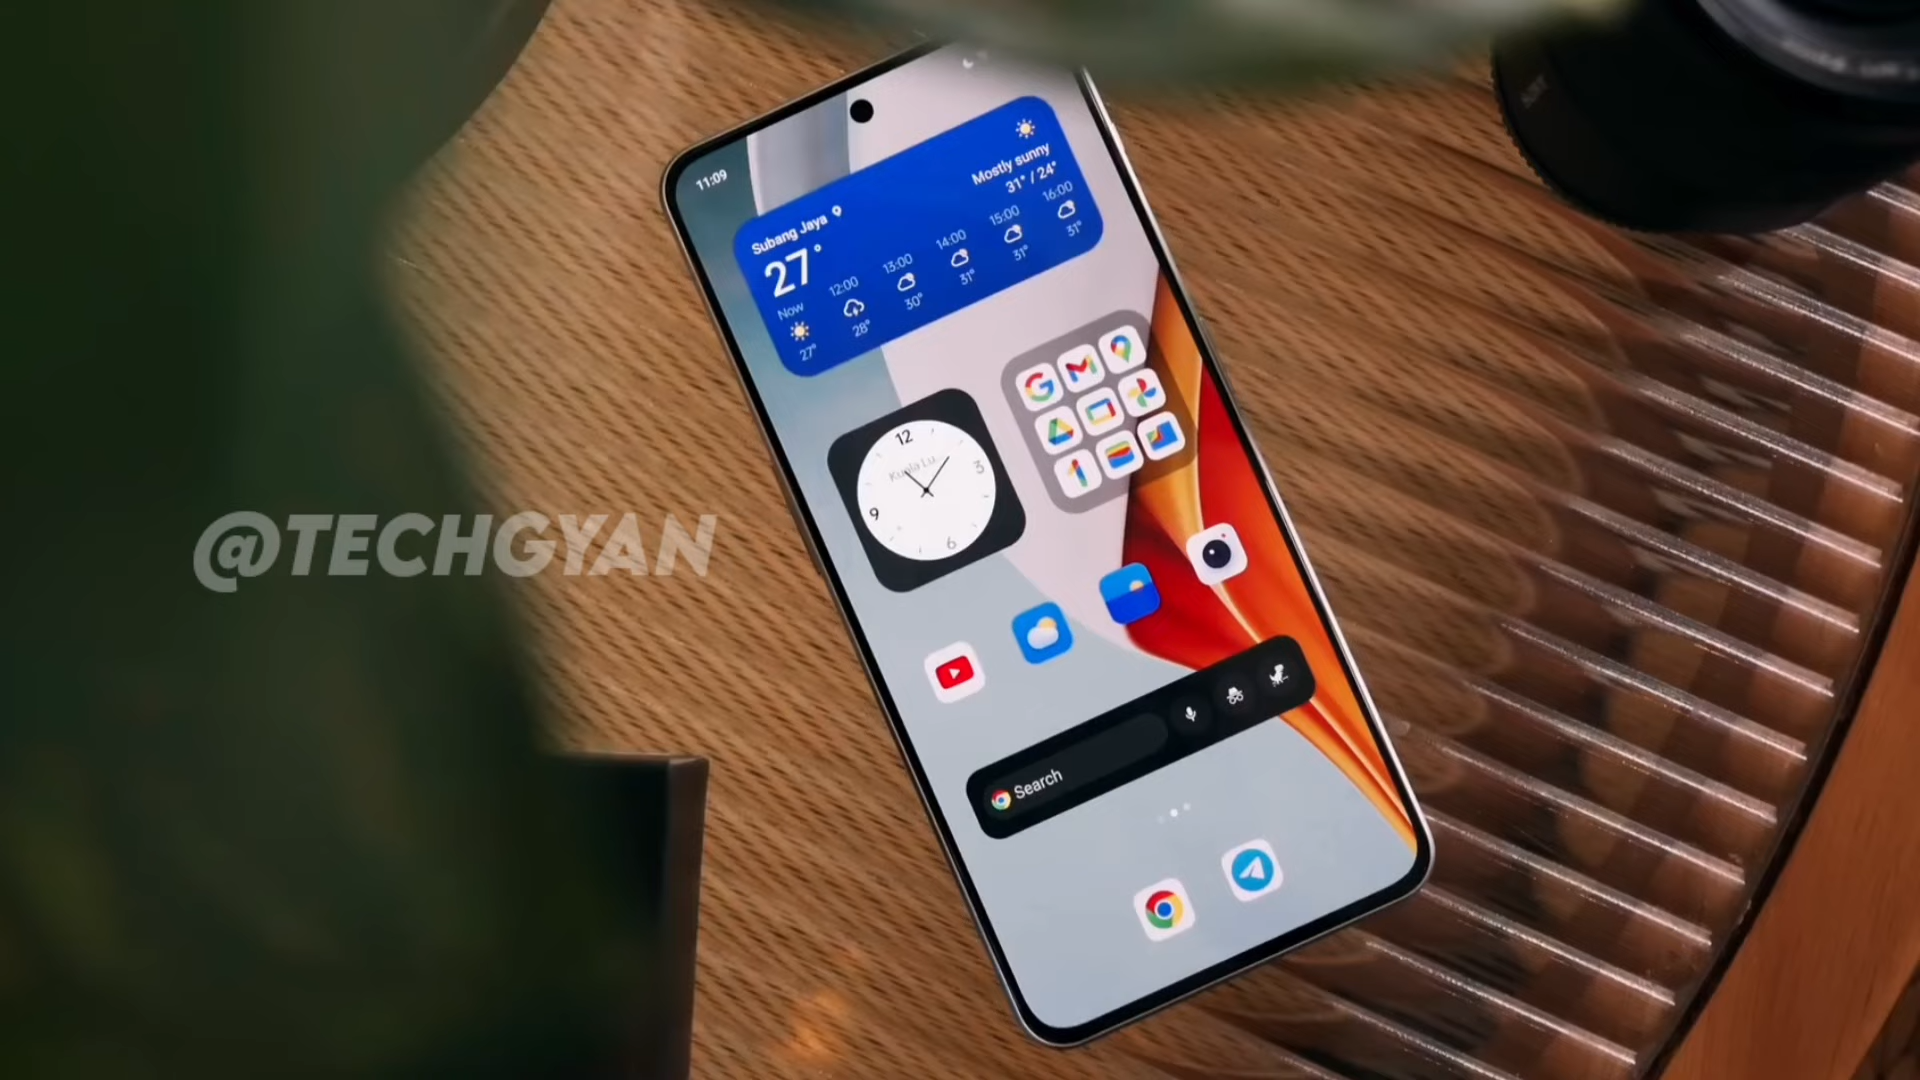 11:09
Mostly sunny
31° / 24°
Subang Jaya
27°
Now 12:00 13:00 14:00 15:00 16:00
27° 28° 30° 31° 31° 31°
12
3
6
9
@TECHGYAN
Search